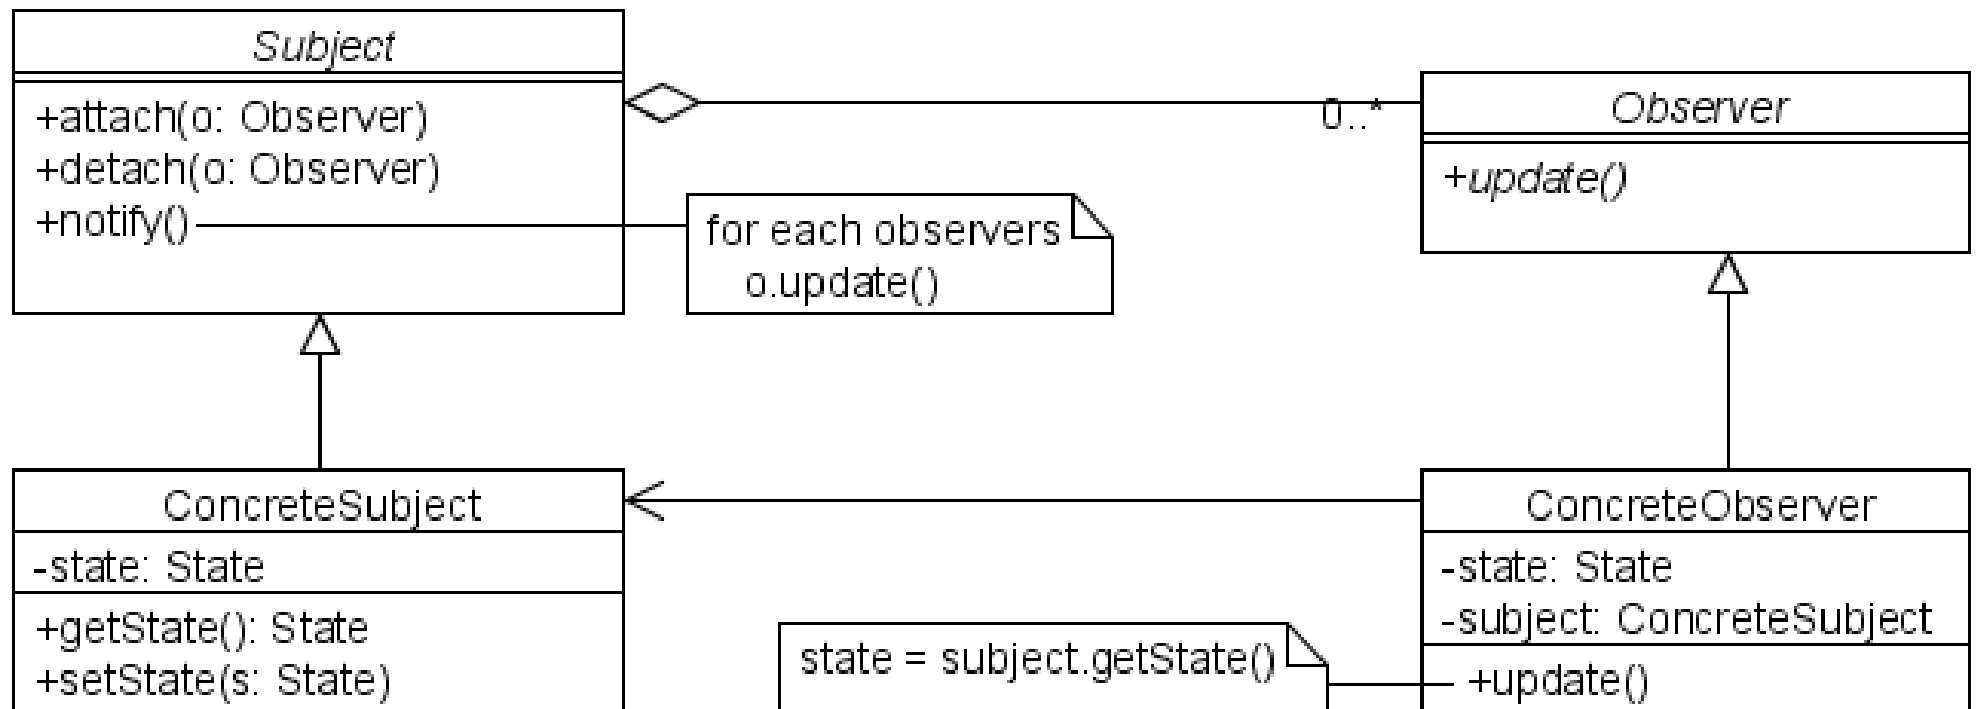 Subject
+attach(o: Observer)
+detach(o: Observer)
+notify()
for each observers
o.update()
0..*
Observer
+update()
ConcreteSubject
-state: State
+getState(): State
+setState(s: State)
state = subject.getState()
ConcreteObserver
-state: State
-subject: ConcreteSubject
+update()